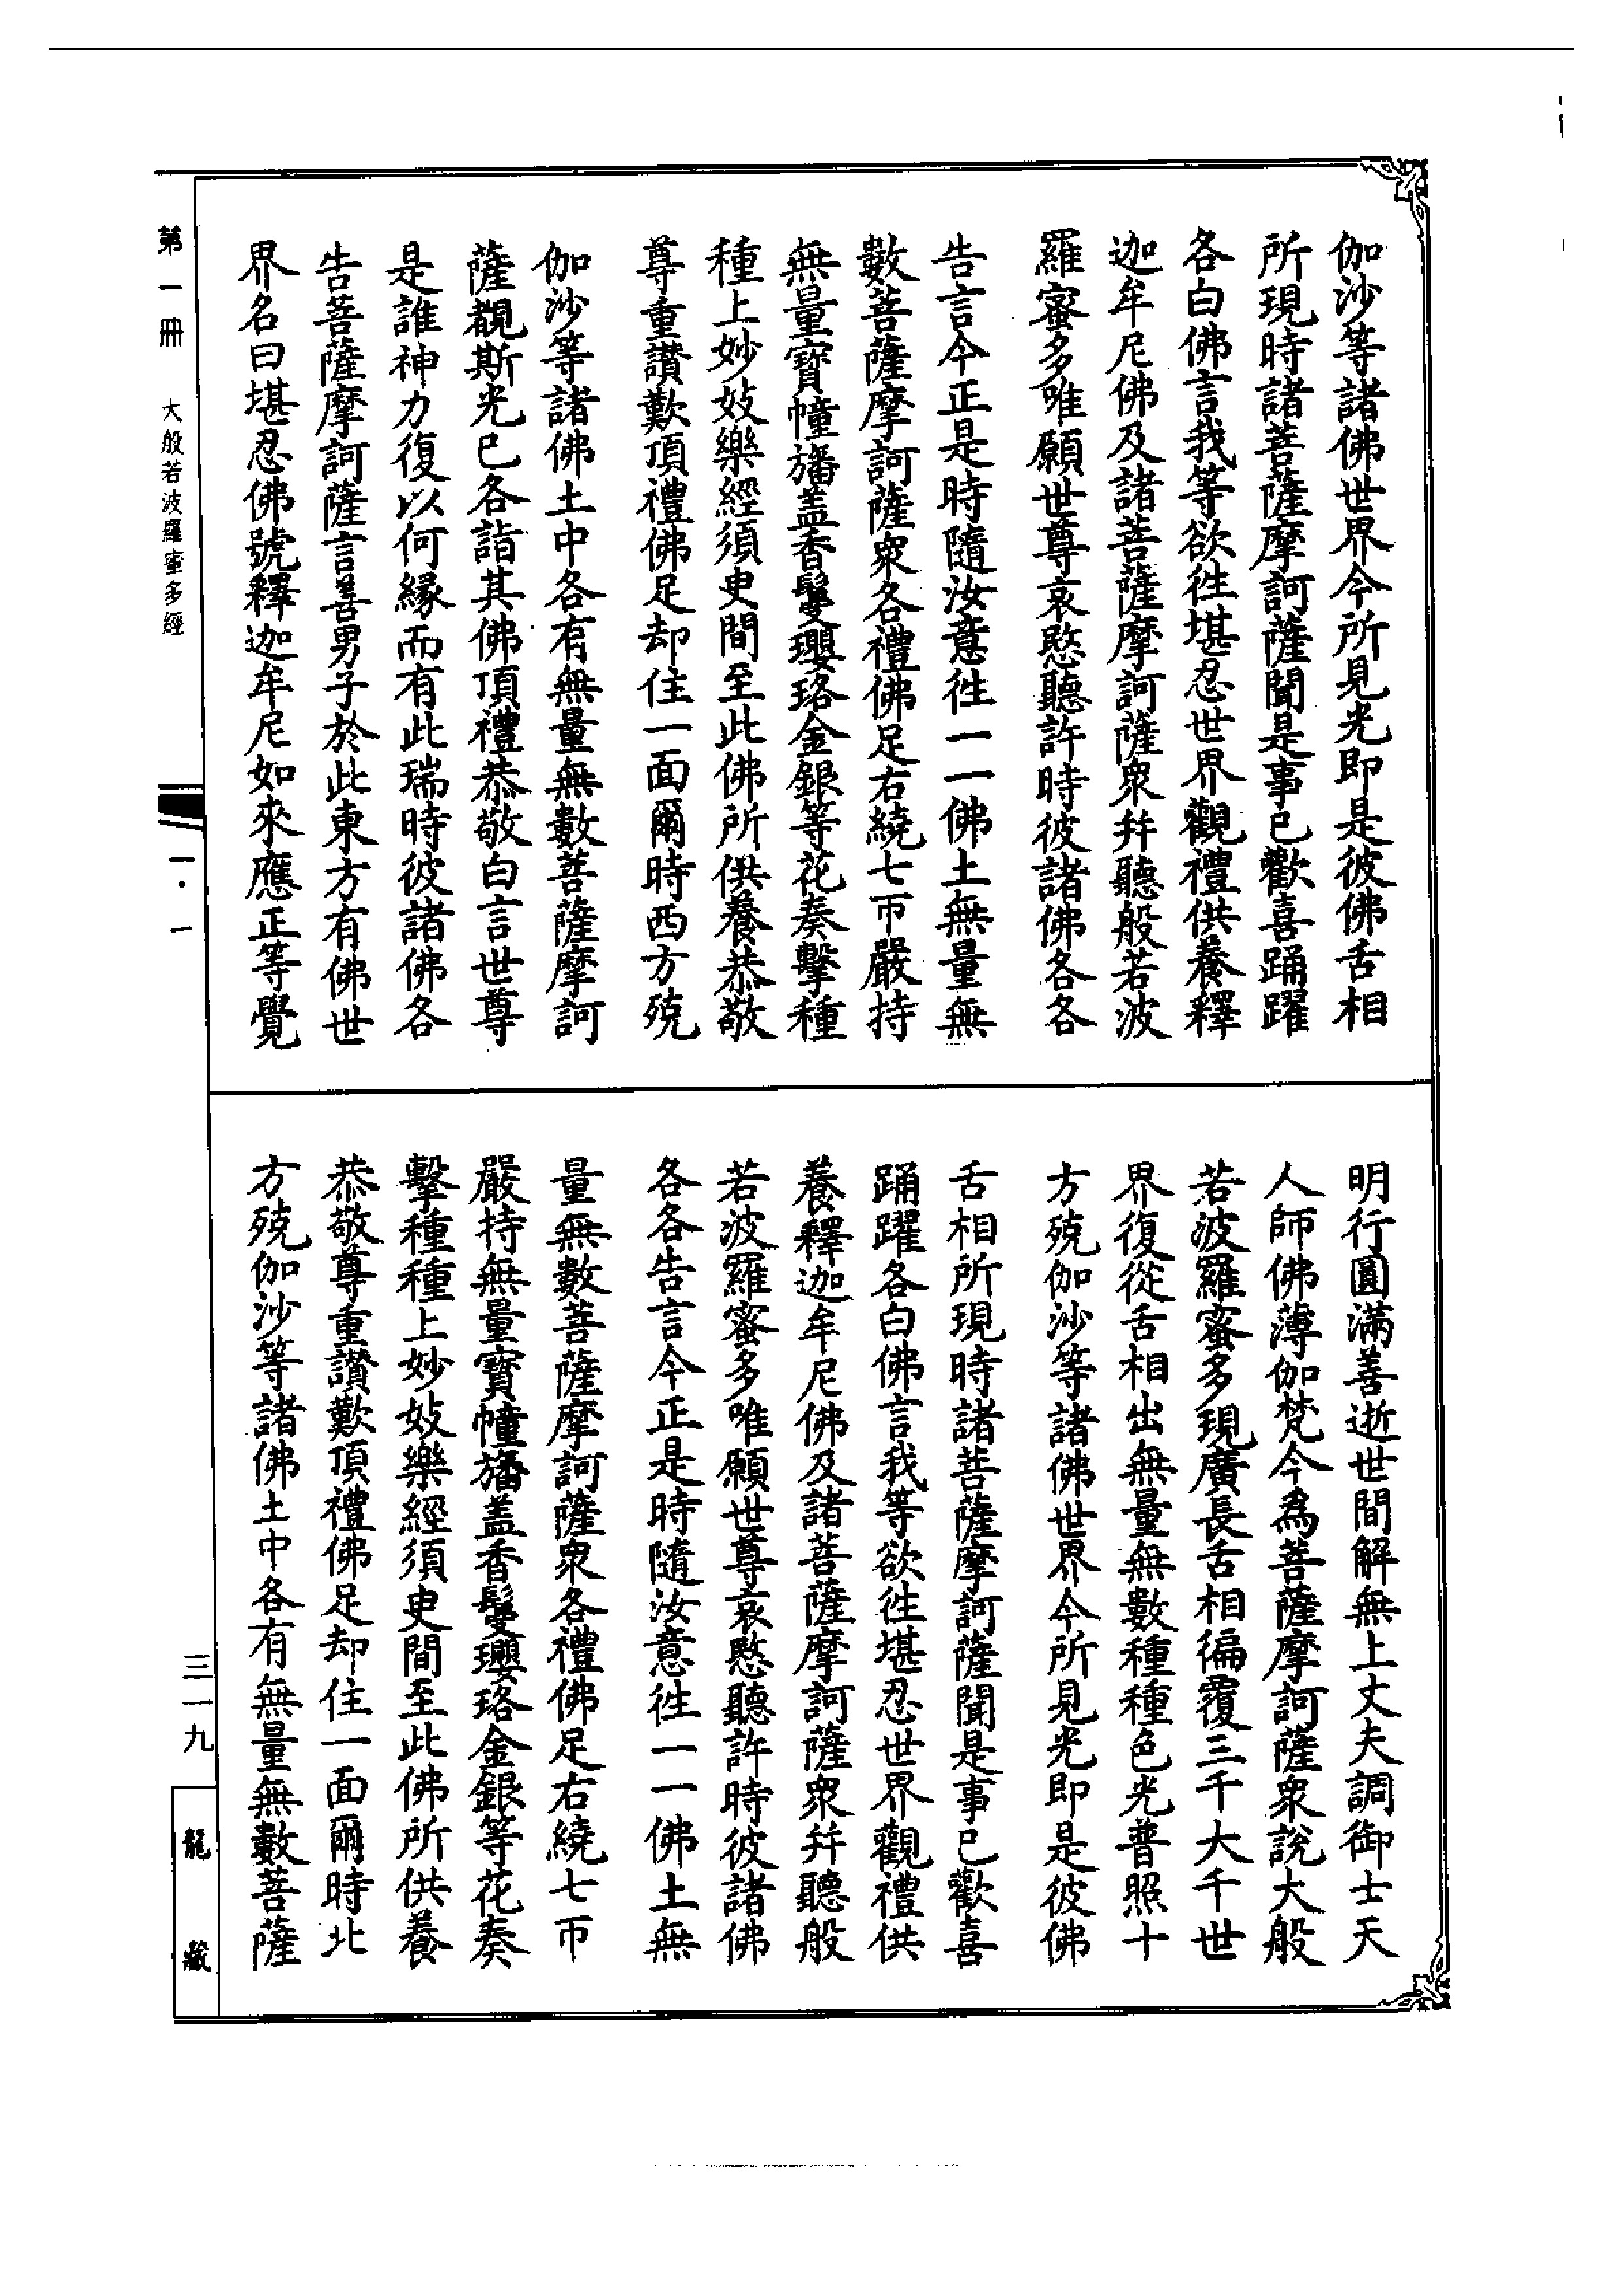 伽沙等諸佛世界今所見光即是彼佛舌相
所現時諸菩薩摩訶薩聞是事已歡喜踊躍
各白佛言我等欲徃堪忍世界觀禮供養釋
迦牟尼佛及諸菩薩摩訶薩衆并聽般若波
羅蜜多唯願世尊哀愍聽許時彼諸佛各各
告言今正是時隨汝意徃一一佛土無量無
數菩薩摩訶薩衆各禮佛足右繞七帀嚴持
無量寶幢旛盖香鬘瓔珞金銀等花奏擊種
種上妙妓樂經須臾間至此佛所供養恭敬
尊重讃歎頂禮佛足却住一面爾時西方殑
伽沙等諸佛土中各有無量無數菩薩摩訶
薩覩斯光已各詣其佛頂禮恭敬白言世尊
是誰神力復以何縁而有此瑞時彼諸佛各
告菩薩摩訶薩言善男子於此東方有佛世
界名曰堪忍佛號釋迦牟尼如來應正等覺
明行圓滿善逝世間解無上丈夫調御士天
人師佛薄伽梵今爲菩薩摩訶薩衆說大般
若波羅蜜多現廣長舌相徧覆三千大千世
界復從舌相出無量無數種種色光普照十
方殑伽沙等諸佛世界今所見光即是彼佛
舌相所現時諸菩薩摩訶薩聞是事已歡喜
踊躍各白佛言我等欲徃堪忍世界觀禮供
養釋迦牟尼佛及諸菩薩摩訶薩衆并聽般
若波羅蜜多唯願世尊哀愍聽許時彼諸佛
各各告言今正是時隨汝意徃一一佛土無
量無數菩薩摩訶薩衆各禮佛足右繞七帀
嚴持無量寶幢旛盖香鬘瓔珞金銀等花奏
擊種種上妙妓樂經須臾間至此佛所供養
恭敬尊重讃歎頂禮佛足却住一面爾時北
方殑伽沙等諸佛土中各有無量無數菩薩
第一冊 大般若波羅蜜多經
一·一
三一九
龍藏